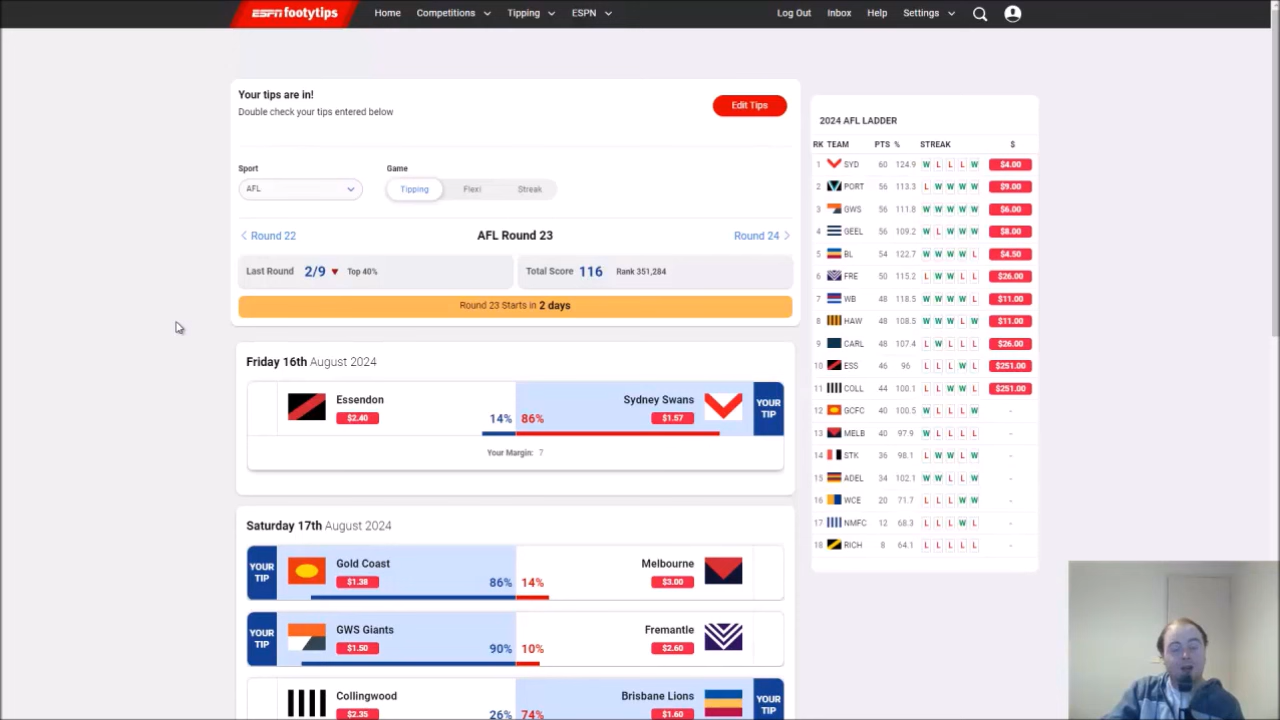 ESPN footytips Home Competitions Tipping ESPN Log Out Inbox Help Settings
Your tips are in!
Double check your tips entered below
Edit Tips
Sport
AFL
Game
Tipping Flexi Streak
Round 22 AFL Round 23 Round 24
Last Round 2/9 Top 40% Total Score 116 Rank 351,284
Round 23 Starts in 2 days
Friday 16th August 2024
Essendon
$2.40
14% 86%
Sydney Swans
$1.57
YOUR TIP
Your Margin: 7
Saturday 17th August 2024
YOUR TIP
Gold Coast
$1.38
86% 14%
Melbourne
$3.00
YOUR TIP
GWS Giants
$1.50
90% 10%
Fremantle
$2.60
Collingwood
$2.35
26% 74%
Brisbane Lions
$1.60
YOUR TIP
2024 AFL LADDER
RK TEAM PTS % STREAK $
1 SYD 60 124.9 W L L L W $4.00
2 PORT 56 113.3 L W W W W $9.00
3 GWS 56 111.8 W W W W W $6.00
4 GEEL 56 109.2 W L W W W $8.00
5 BL 54 122.7 W W W W L $4.50
6 FRE 50 115.2 L W W L L $26.00
7 WB 48 118.5 L W W W L $11.00
8 HAW 48 108.5 W W W L W $11.00
9 CARL 48 107.4 L W L L L $26.00
10 ESS 46 96 L L L W L $251.00
11 COLL 44 100.1 L L W W L $251.00
12 GCFC 40 100.5 W L L L W -
13 MELB 40 97.9 W L L L L -
14 STK 36 98.1 L W W L W -
15 ADEL 34 102.1 W W L L W -
16 WCE 20 71.7 L L L W W -
17 NMFC 12 68.3 L L L W L -
18 RICH 8 64.1 L L L L L -